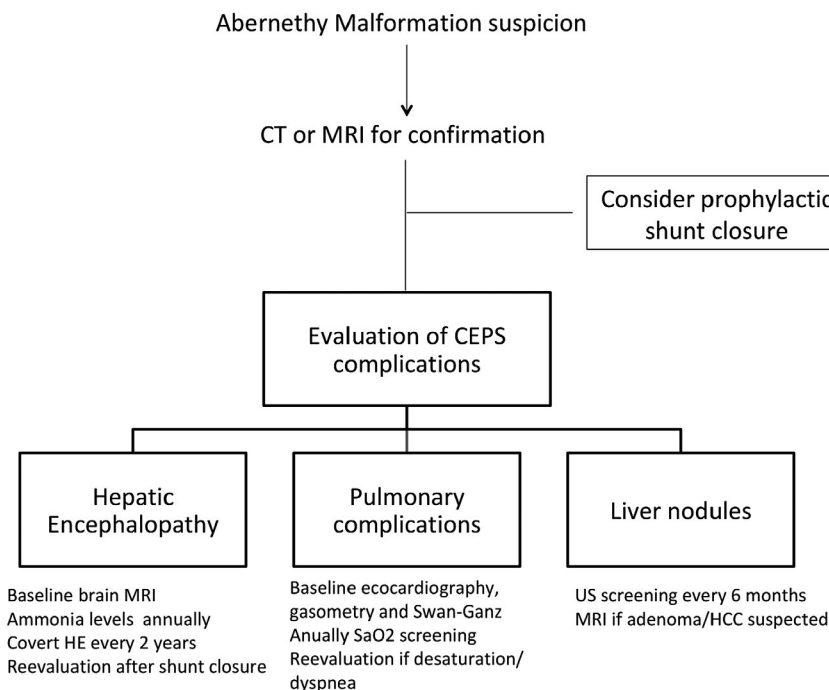 Abernethy Malformation suspicion
CT or MRI for confirmation
Consider prophylactic
shunt closure
Evaluation of CEPS
complications
Hepatic
Encephalopathy
Pulmonary
complications
Liver nodules
Baseline brain MRI
Ammonia levels annually
Covert HE every 2 years
Reevaluation after shunt closure
Baseline ecocardiography,
gasometry and Swan-Ganz
Anually SaO2 screening
Reevaluation if desaturation/
dyspnea
US screening every 6 months
MRI if adenoma/HCC suspected